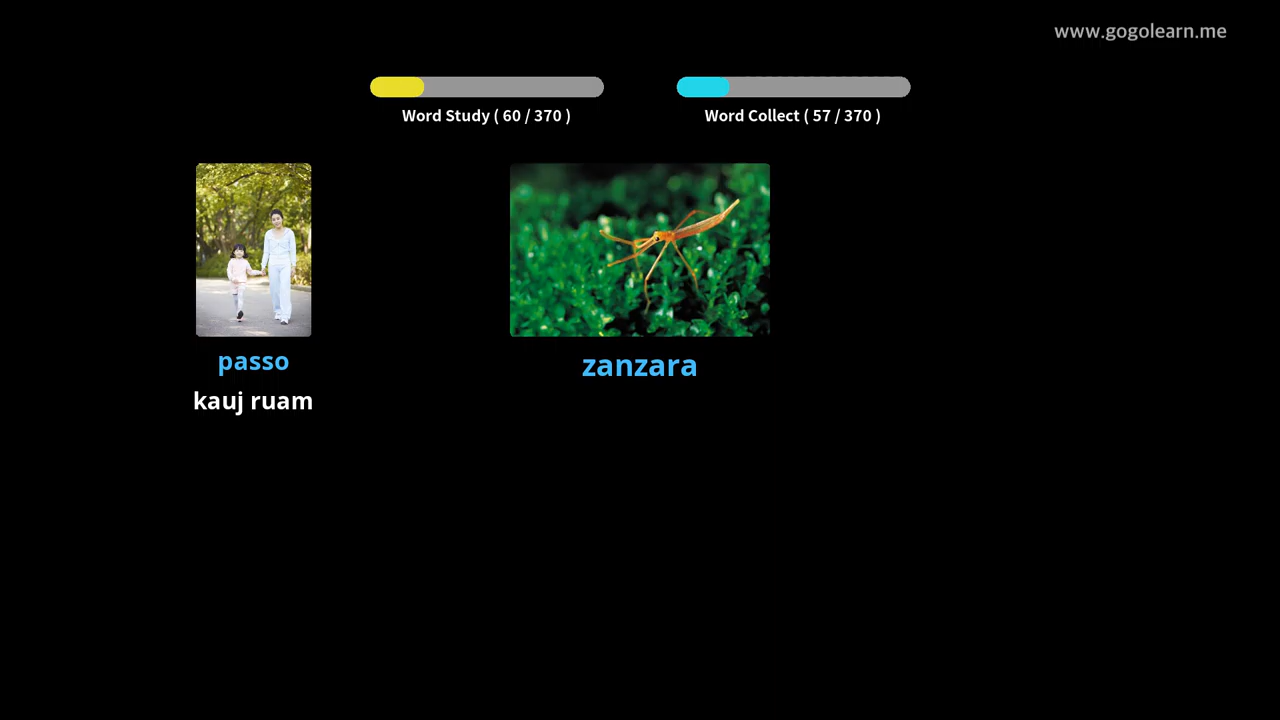 www.gogolearn.me
Word Study ( 60 / 370 )
Word Collect ( 57 / 370 )
passo
kauj ruam
zanzara